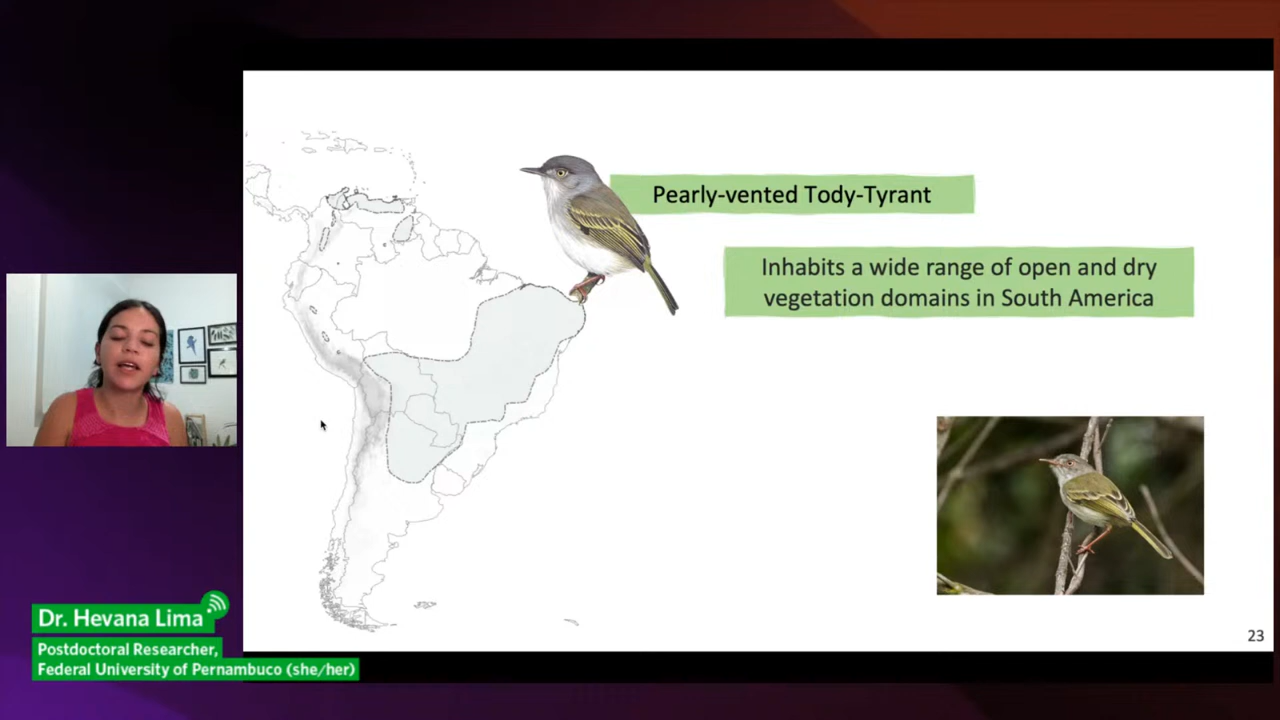 Pearly-vented Tody-Tyrant
Inhabits a wide range of open and dry
vegetation domains in South America
23
Dr. Hevana Lima
Postdoctoral Researcher,
Federal University of Pernambuco (she/her)